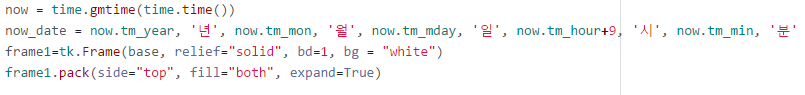 now = time.gmtime(time.time())
now_date = now.tm_year, '년', now.tm_mon, '월', now.tm_mday, '일', now.tm_hour+9, '시', now.tm_min, '분'
frame1=tk.Frame(base, relief="solid", bd=1, bg = "white")
frame1.pack(side="top", fill="both", expand=True)